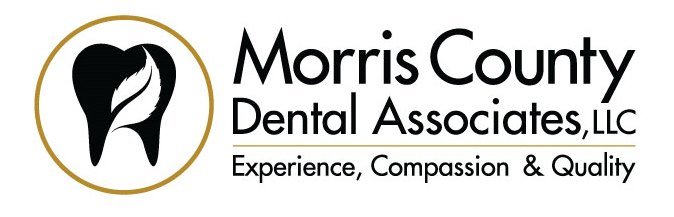 Morris County
Dental Associates, LLC
Experience, Compassion & Quality